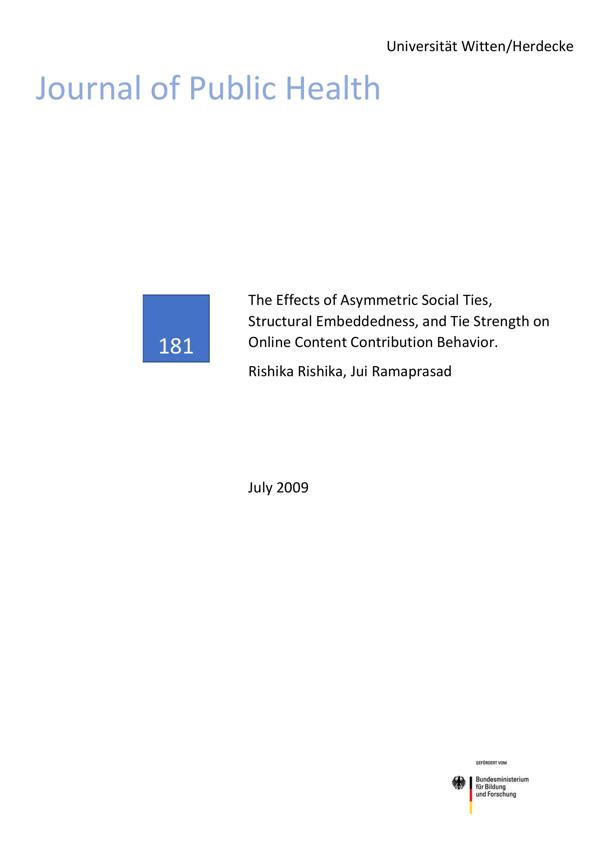 Universität Witten/Herdecke
Journal of Public Health
181
The Effects of Asymmetric Social Ties,
Structural Embeddedness, and Tie Strength on
Online Content Contribution Behavior.
Rishika Rishika, Jui Ramaprasad
July 2009
GEFÖRDERT VOM
Bundesministerium
für Bildung
und Forschung